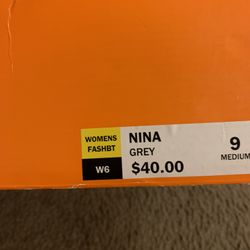 WOMENS
FASHBT
W6
NINA
GREY
$40.00
9
MEDIUM